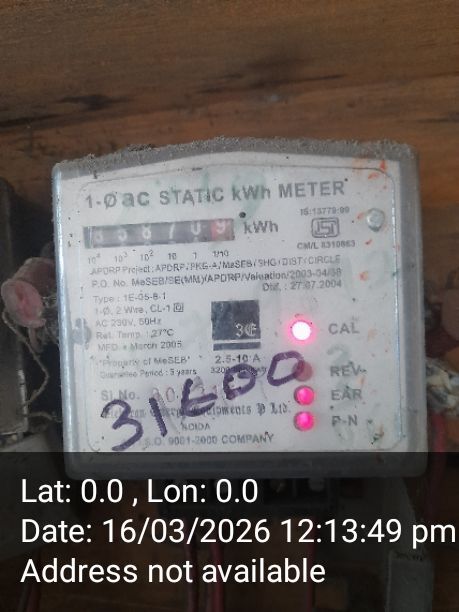 1-Ø ac STATIC kWh METER
IS:13779-99
kWh
CM/L 8310663
10⁴ 10³ 10² 10 1 1/10
APDRP Project: APDRP/PKG-A/MeSEB/SHG/DIST/CIRCLE
P.O. No. MeSEB/SE(MM)/APDRP/Valuation/2003-04/38
Dtd.: 27.07.2004
Type : 1E-05-6-1
1-Ø, 2 Wire, CL-1
AC 230V, 50Hz
Ref. Temp. : 27°C
MFD. : March 2005
3E
CAL
"Property of MeSEB"
2.5-10 A
Guarantee Period : 5 years
REV
Sl No.
EAR
P Ltd.
P-N
NOIDA
S.O. 9001-2000 COMPANY
Lat: 0.0 , Lon: 0.0
Date: 16/03/2026 12:13:49 pm
Address not available